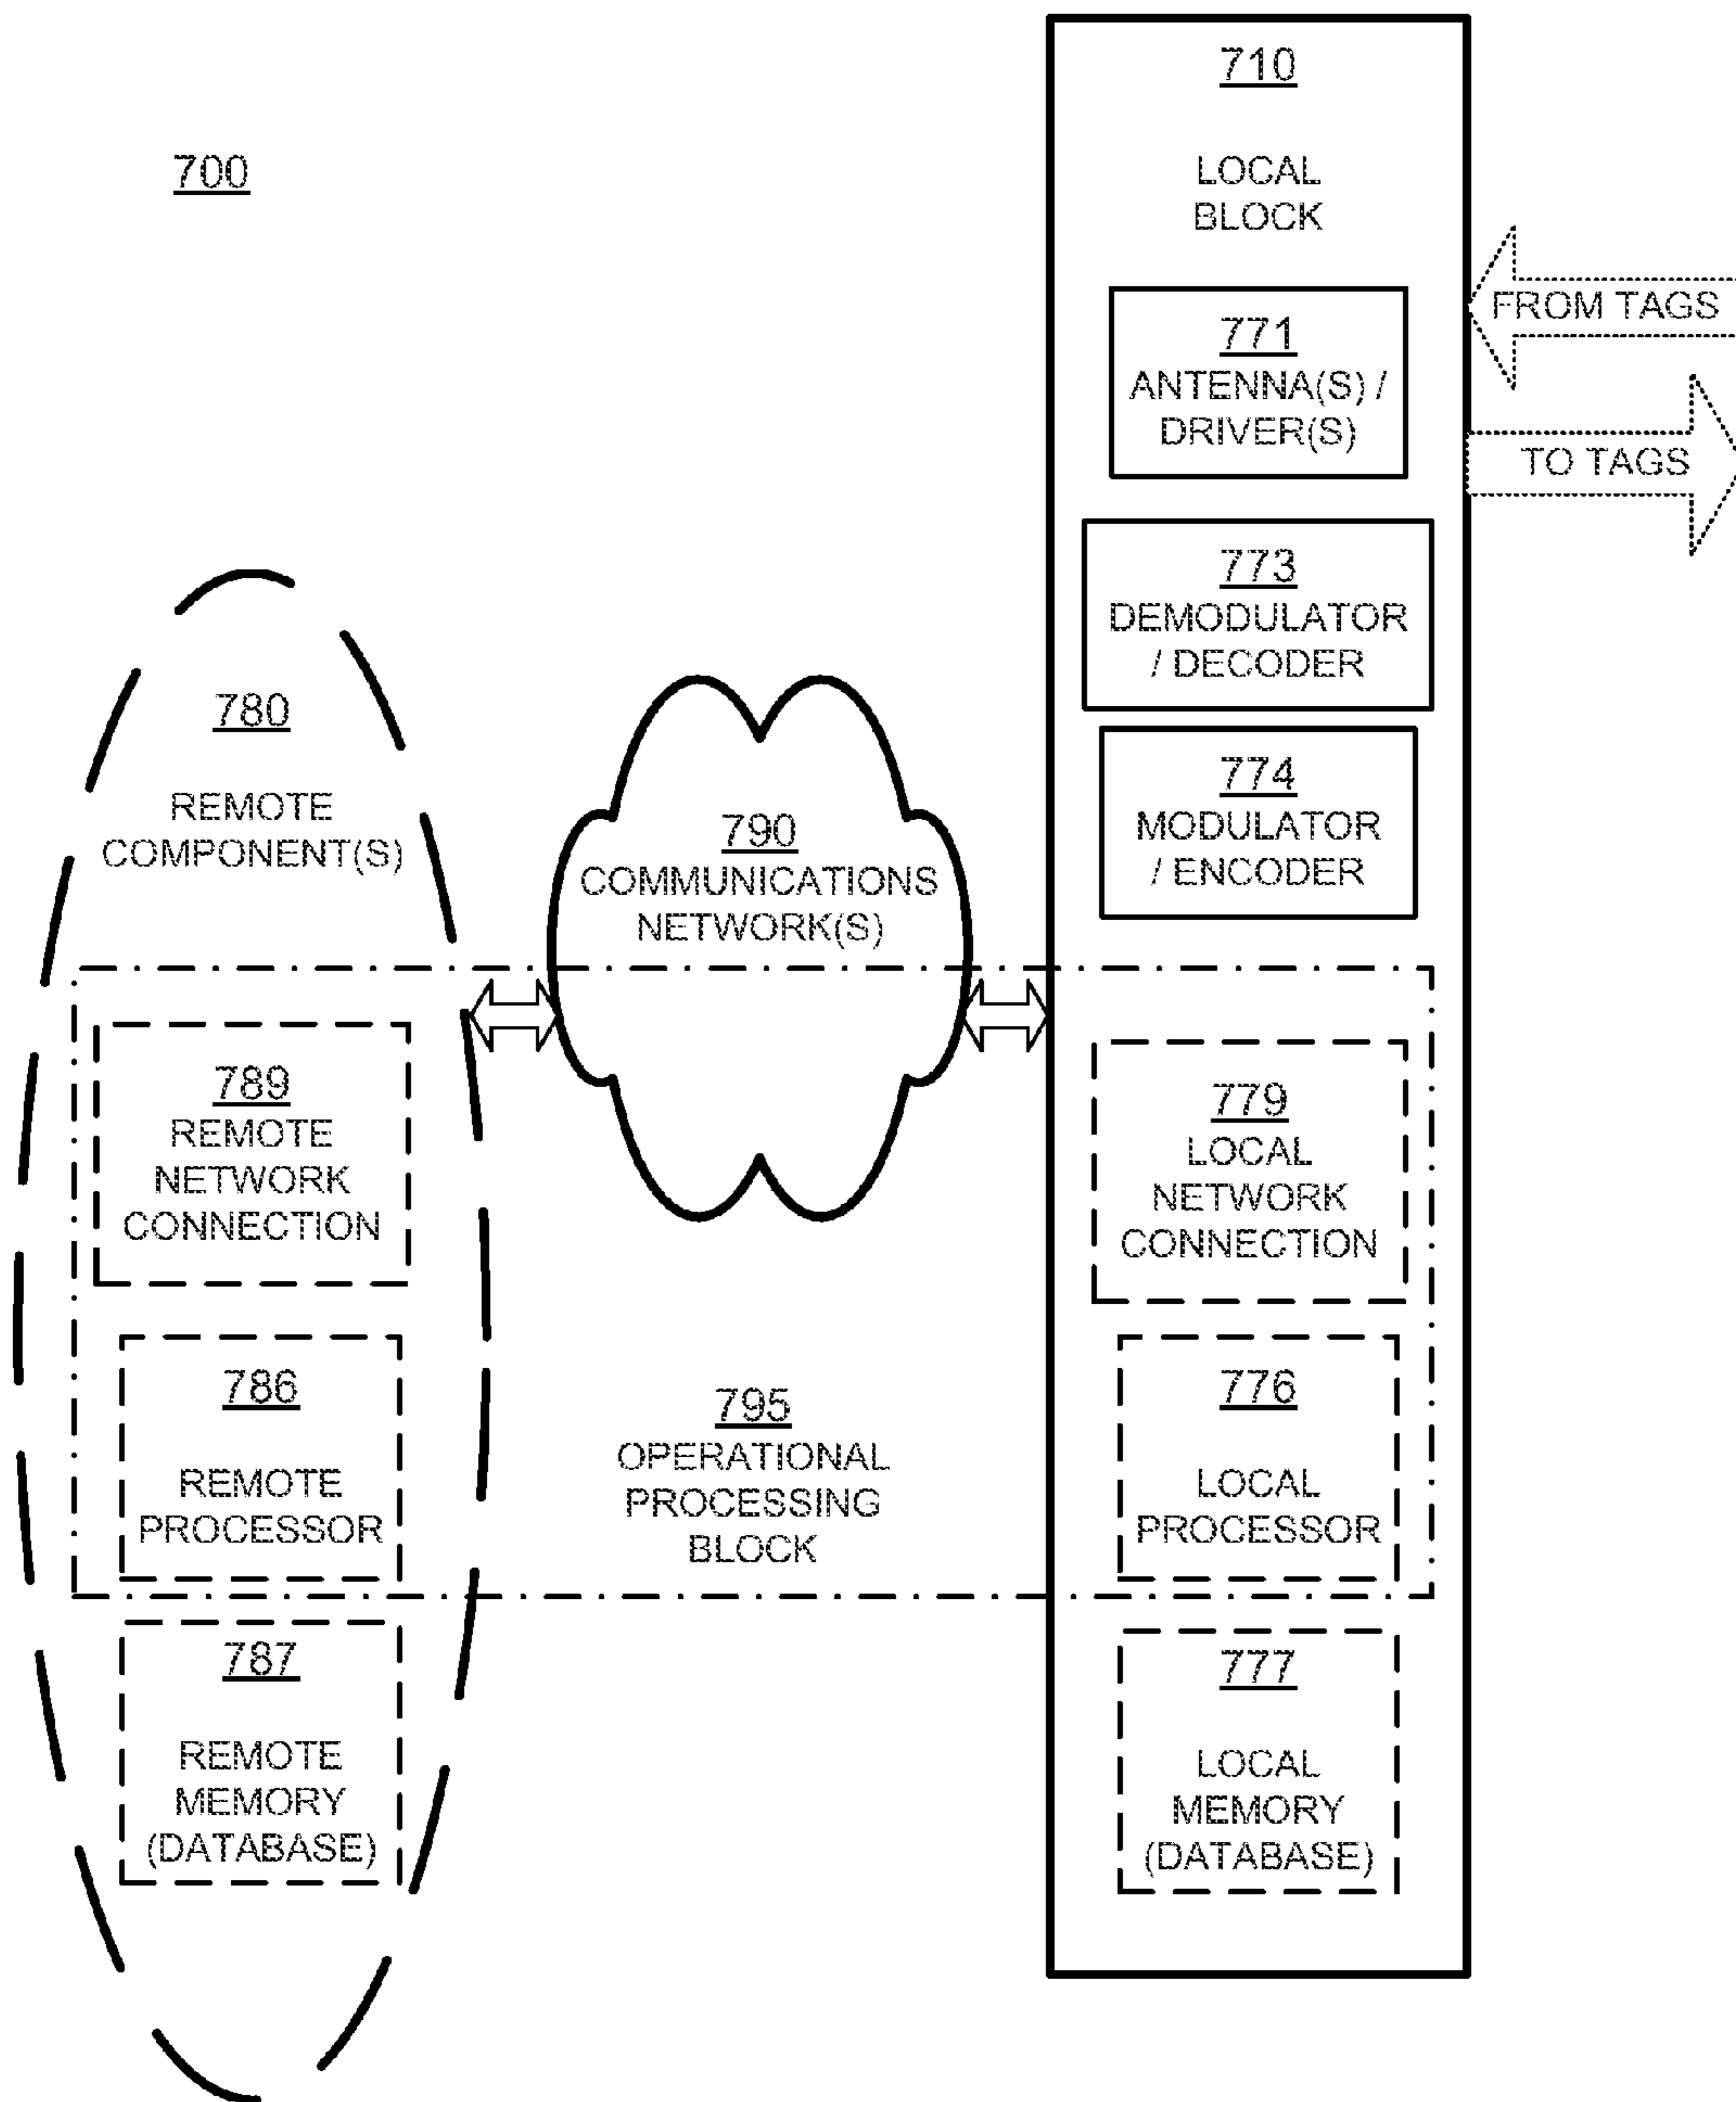 700
710
LOCAL
BLOCK
FROM TAGS
TO TAGS
771
ANTENNA(S) /
DRIVER(S)
773
DEMODULATOR
/ DECODER
774
MODULATOR
/ ENCODER
780
REMOTE
COMPONENT(S)
790
COMMUNICATIONS
NETWORK(S)
789
REMOTE
NETWORK
CONNECTION
779
LOCAL
NETWORK
CONNECTION
786
REMOTE
PROCESSOR
795
OPERATIONAL
PROCESSING
BLOCK
776
LOCAL
PROCESSOR
787
REMOTE
MEMORY
(DATABASE)
777
LOCAL
MEMORY
(DATABASE)